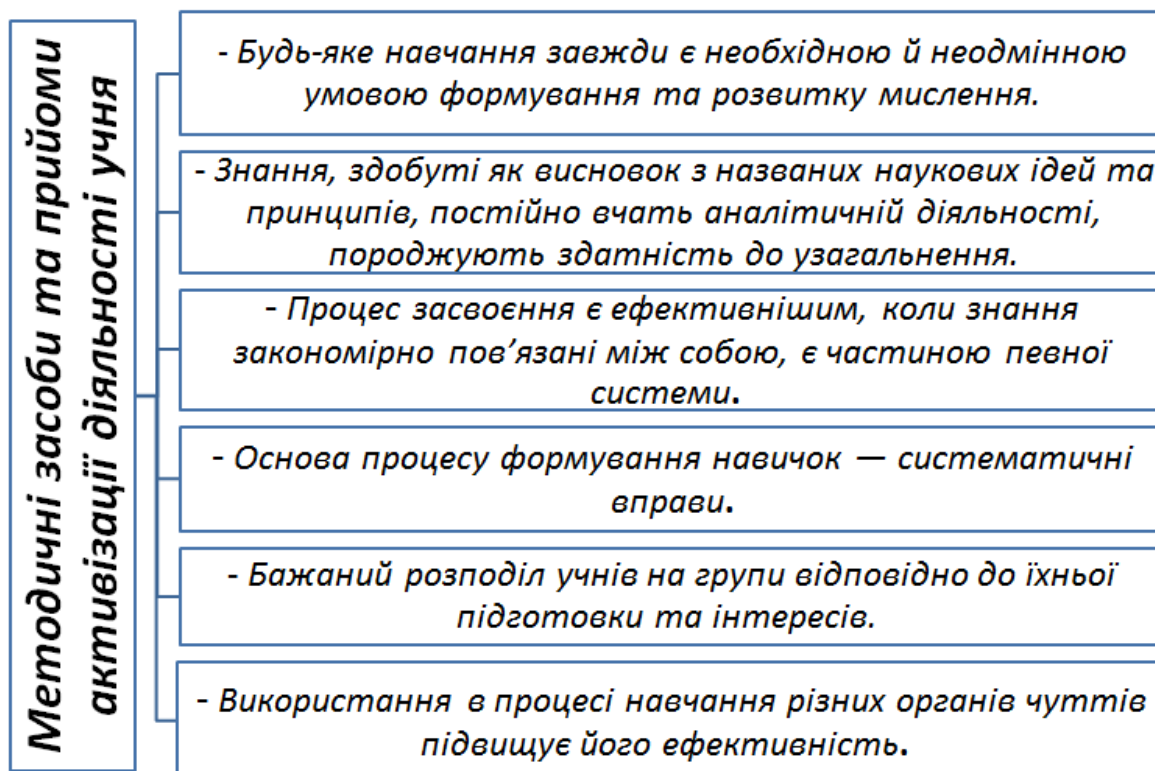 Методичні засоби та прийоми
активізації діяльності учня
- Будь-яке навчання завжди є необхідною й неодмінною
умовою формування та розвитку мислення.
- Знання, здобуті як висновок з названих наукових ідей та
принципів, постійно вчать аналітичній діяльності,
породжують здатність до узагальнення.
- Процес засвоєння є ефективнішим, коли знання
закономірно пов’язані між собою, є частиною певної
системи.
- Основа процесу формування навичок — систематичні
вправи.
- Бажаний розподіл учнів на групи відповідно до їхньої
підготовки та інтересів.
- Використання в процесі навчання різних органів чуттів
підвищує його ефективність.